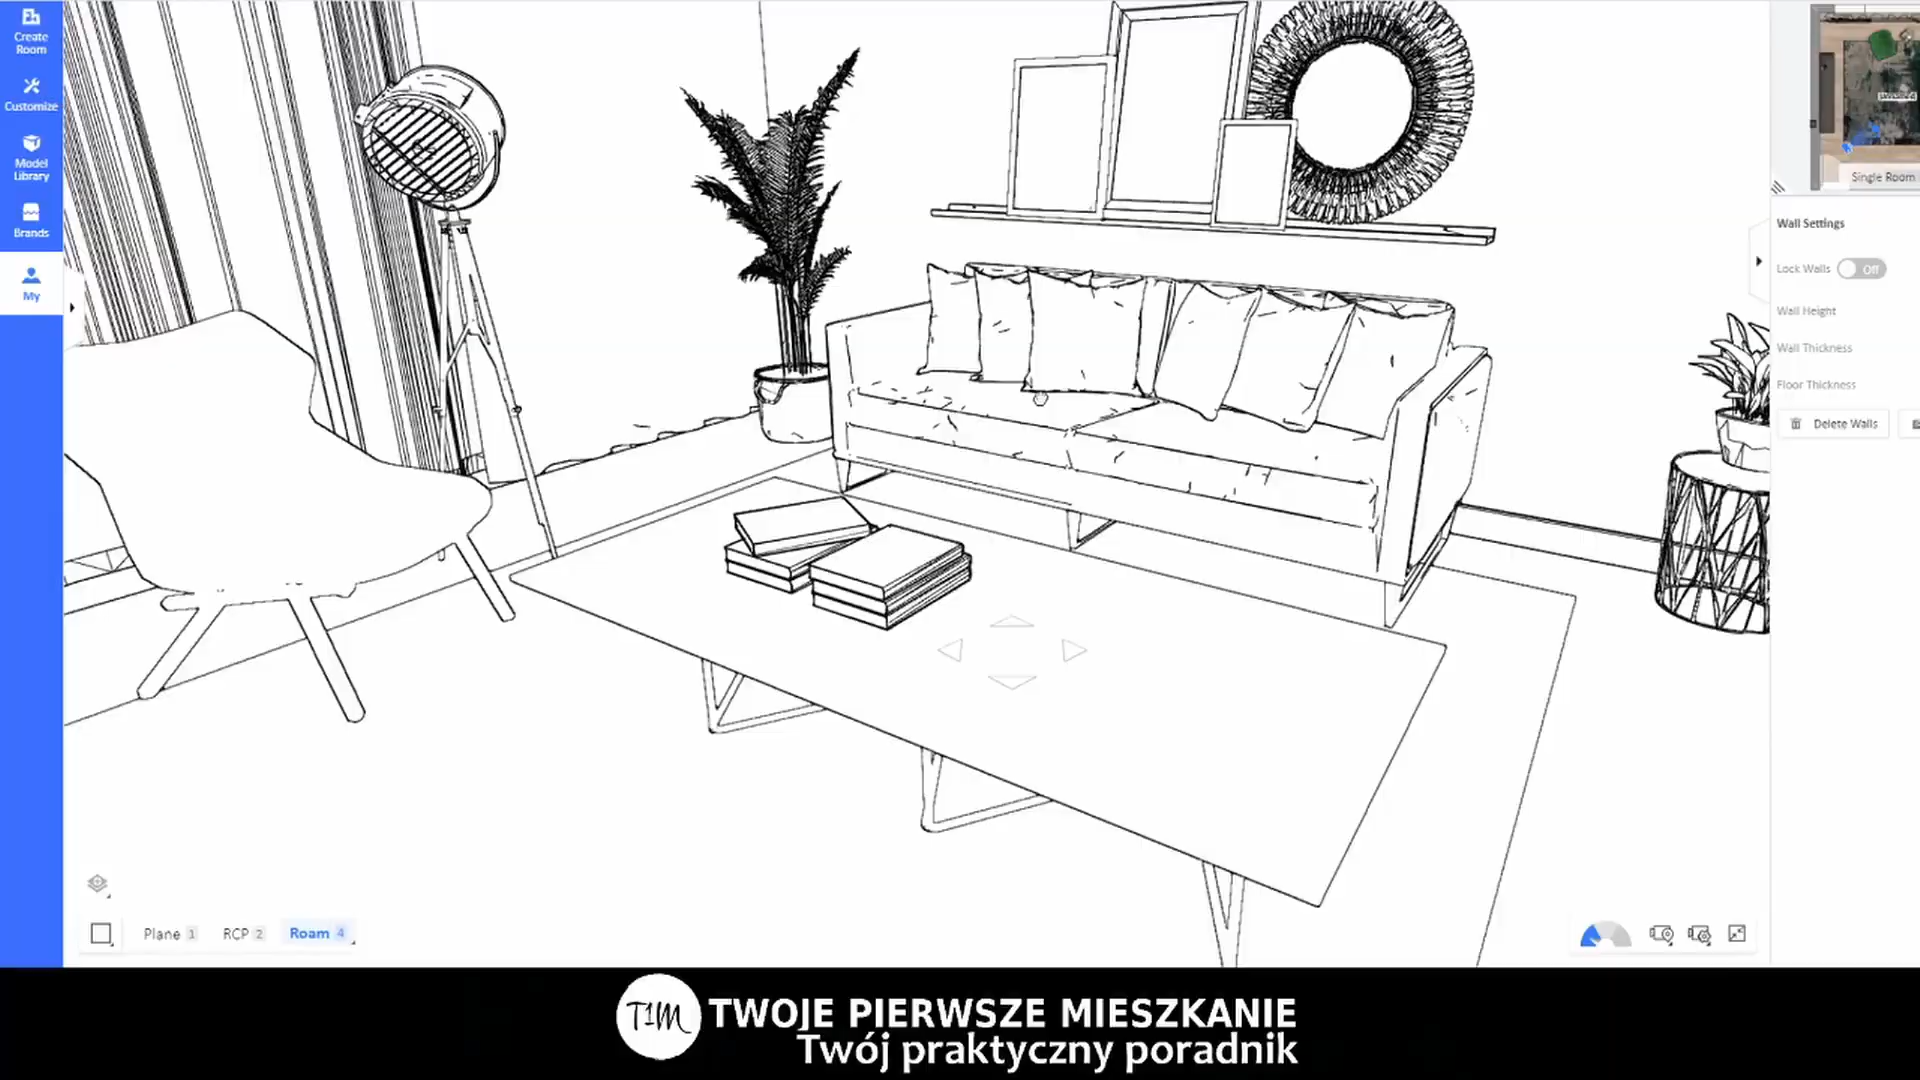 Create
Room
Customize
Model
Library
Brands
My
Single Room
Wall Settings
Lock Walls Off
Wall Height
Wall Thickness
Floor Thickness
Delete Walls
Plane 1
RCP 2
Roam 4
T1M
TWOJE PIERWSZE MIESZKANIE
Twój praktyczny poradnik